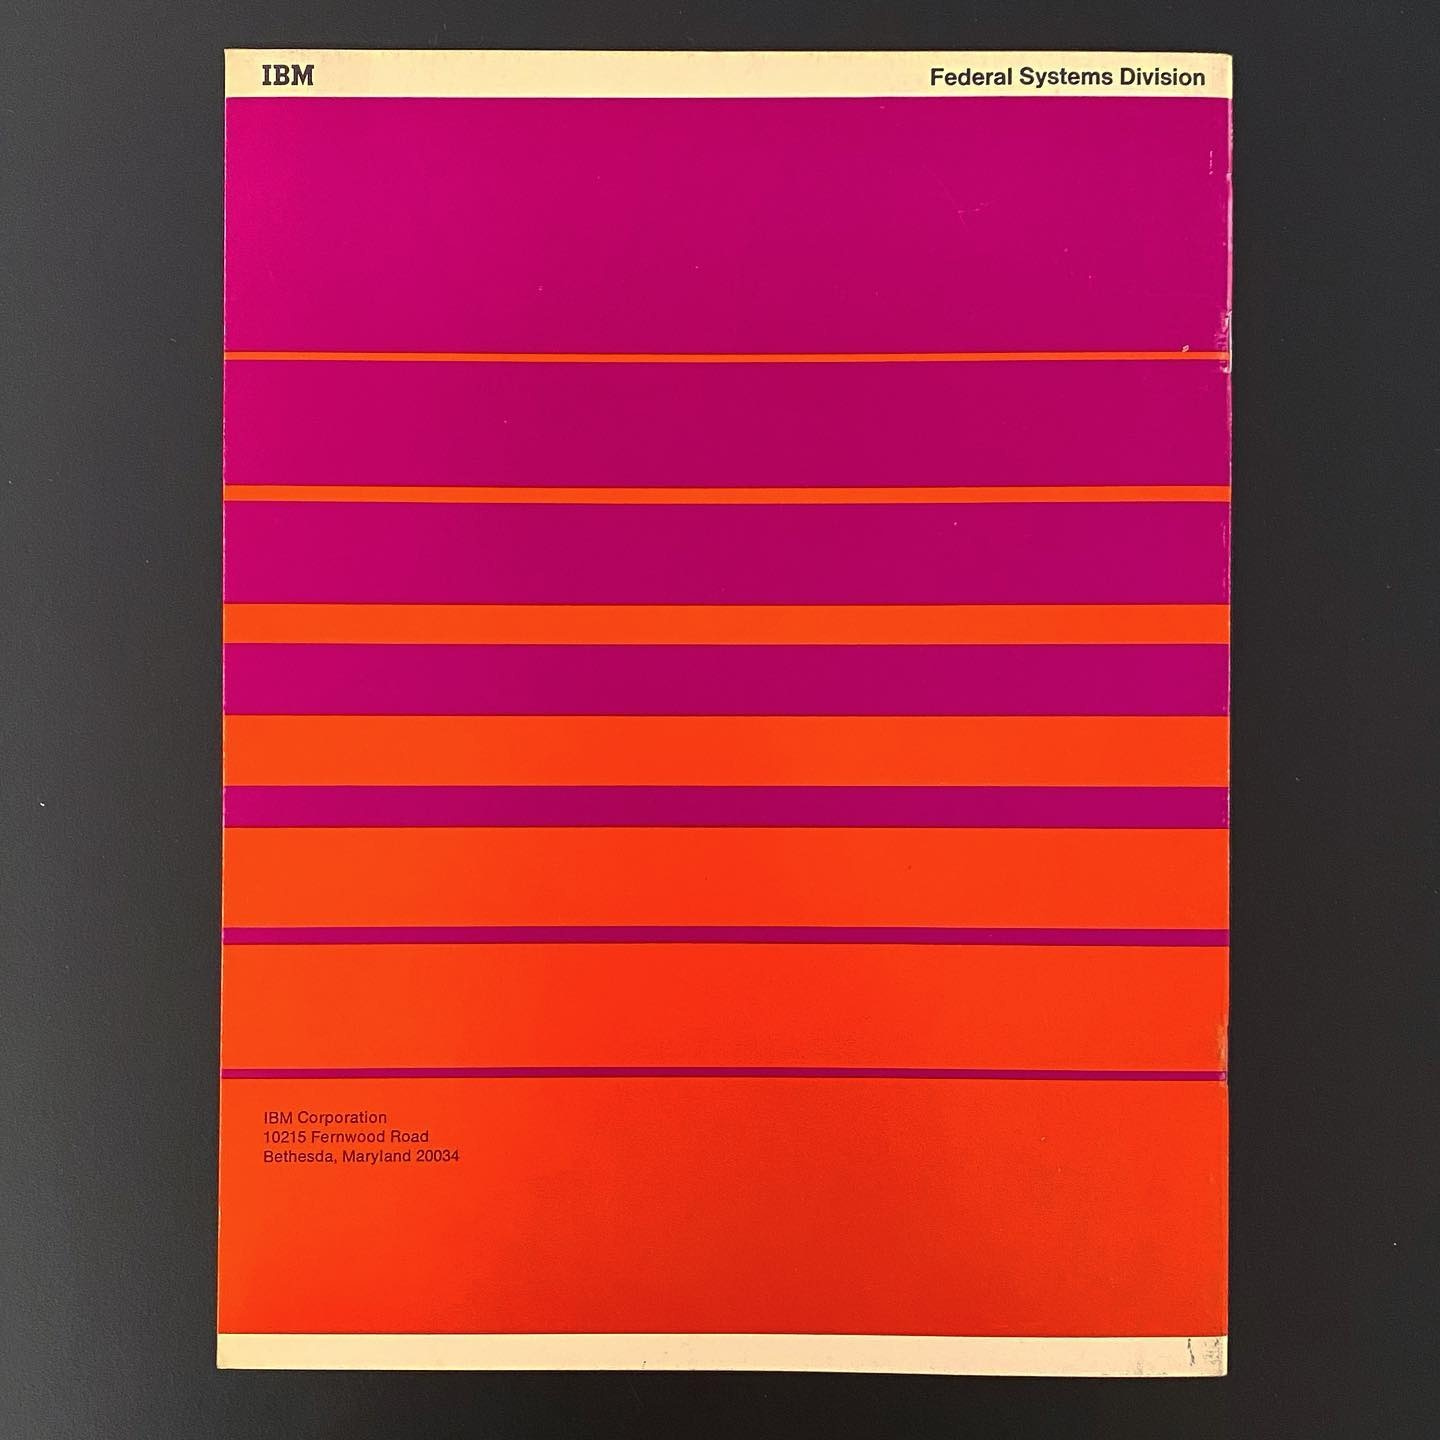 IBM
Federal Systems Division
IBM Corporation
10215 Fernwood Road
Bethesda, Maryland 20034